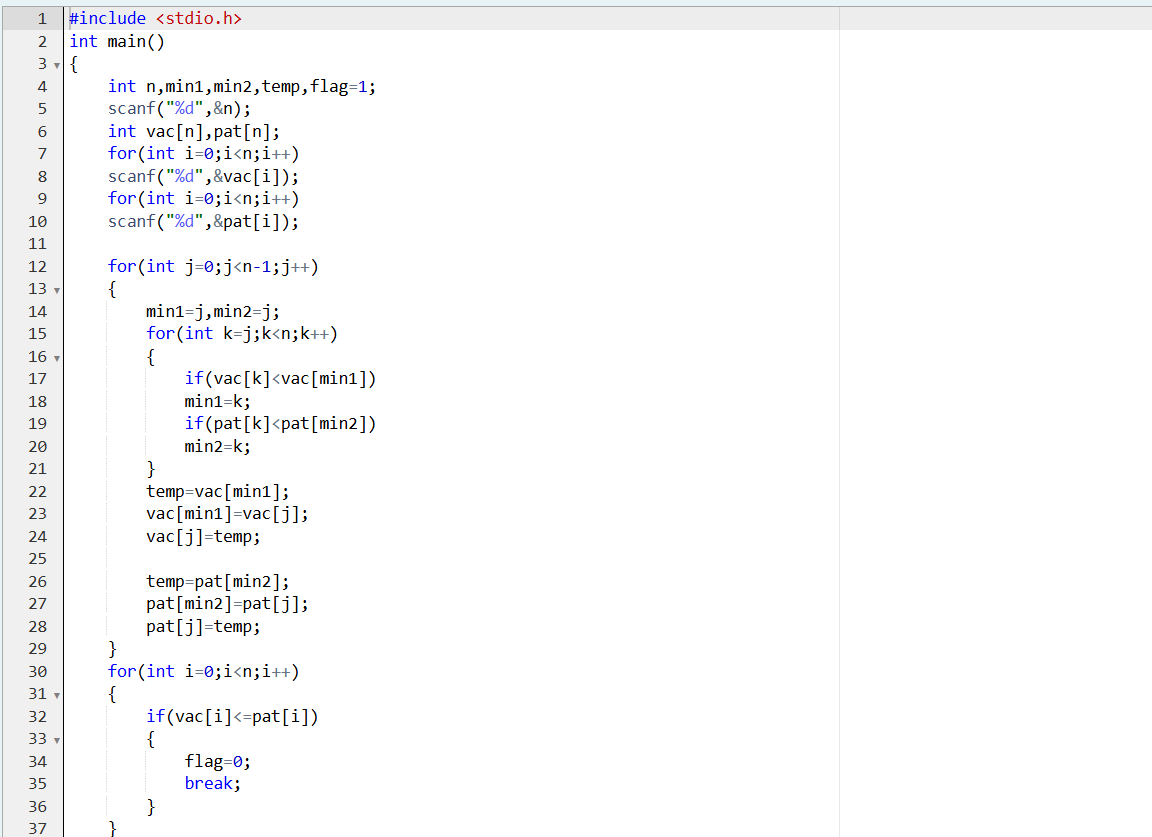 1 #include <stdio.h>
2 int main()
3 {
4 int n,min1,min2,temp,flag=1;
5 scanf("%d",&n);
6 int vac[n],pat[n];
7 for(int i=0;i<n;i++)
8 scanf("%d",&vac[i]);
9 for(int i=0;i<n;i++)
10 scanf("%d",&pat[i]);
11
12 for(int j=0;j<n-1;j++)
13 {
14 min1=j,min2=j;
15 for(int k=j;k<n;k++)
16 {
17 if(vac[k]<vac[min1])
18 min1=k;
19 if(pat[k]<pat[min2])
20 min2=k;
21 }
22 temp=vac[min1];
23 vac[min1]=vac[j];
24 vac[j]=temp;
25
26 temp=pat[min2];
27 pat[min2]=pat[j];
28 pat[j]=temp;
29 }
30 for(int i=0;i<n;i++)
31 {
32 if(vac[i]<=pat[i])
33 {
34 flag=0;
35 break;
36 }
37 }